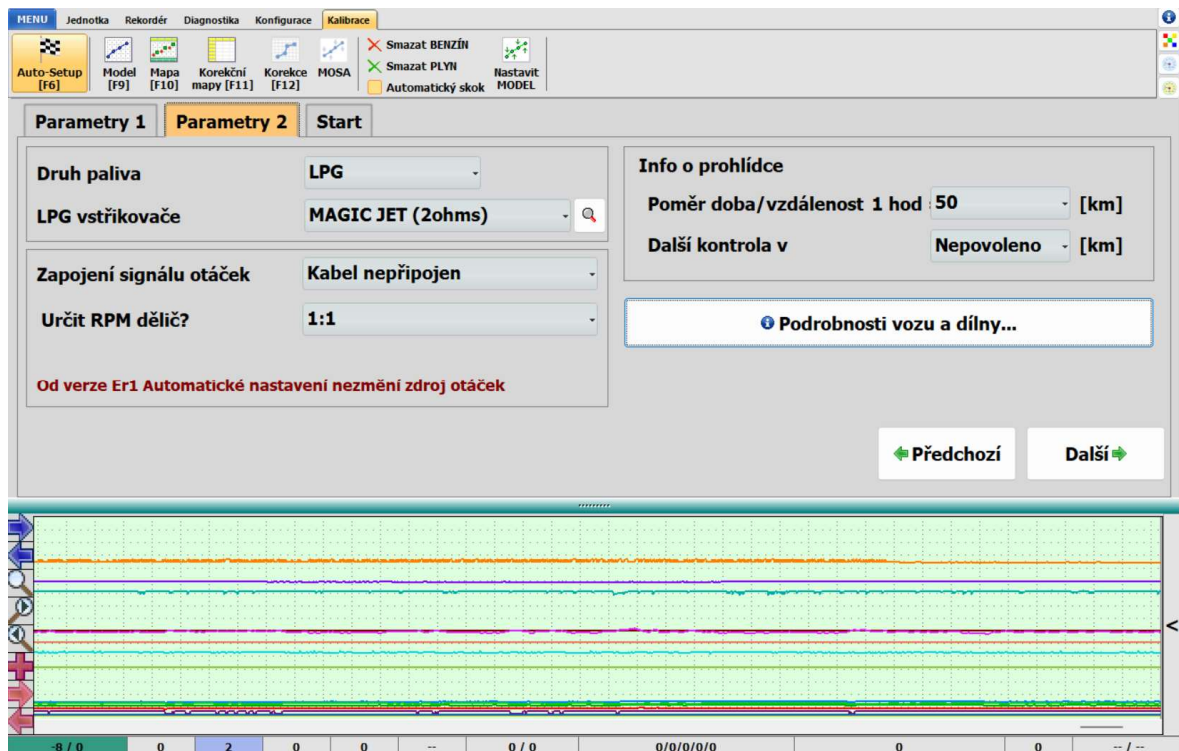 MENU Jednotka Rekordér Diagnostika Konfigurace Kalibrace
Auto-Setup
[F6]
Model
[F9]
Mapa
[F10]
Korekční
mapy [F11]
Korekce
[F12]
MOSA
Smazat BENZÍN
Smazat PLYN
Automatický skok
Nastavit
MODEL
Parametry 1 Parametry 2 Start
Druh paliva LPG
LPG vstřikovače MAGIC JET (2ohms)
Zapojení signálu otáček Kabel nepřipojen
Určit RPM dělič? 1:1
Od verze Er1 Automatické nastavení nezmění zdroj otáček
Info o prohlídce
Poměr doba/vzdálenost 1 hod : 50 [km]
Další kontrola v Nepovoleno [km]
Podrobnosti vozu a dílny...
Předchozí Další
<
-8 / 0 0 2 0 0 -- 0 / 0 0/0/0/0/0 0 0 -- / --